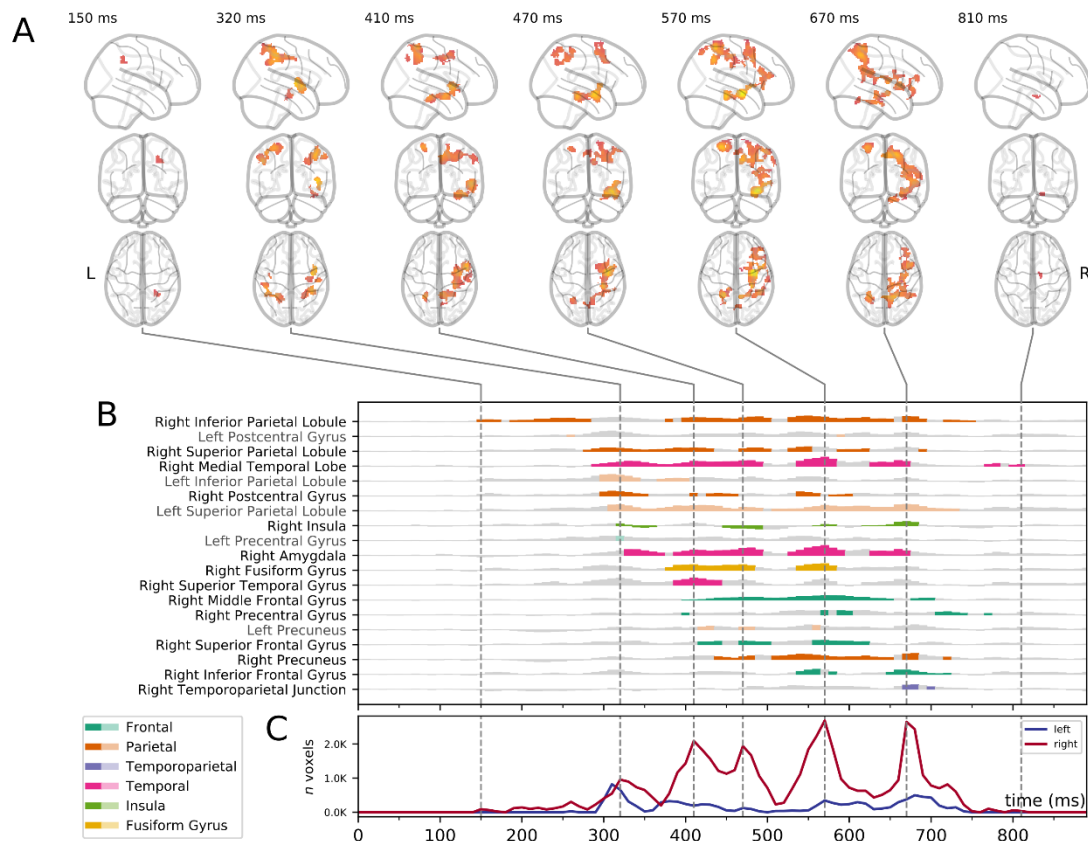 150 ms 320 ms 410 ms 470 ms 570 ms 670 ms 810 ms
A
L R
B
Right Inferior Parietal Lobule
Left Postcentral Gyrus
Right Superior Parietal Lobule
Right Medial Temporal Lobe
Left Inferior Parietal Lobule
Right Postcentral Gyrus
Left Superior Parietal Lobule
Right Insula
Left Precentral Gyrus
Right Amygdala
Right Fusiform Gyrus
Right Superior Temporal Gyrus
Right Middle Frontal Gyrus
Right Precentral Gyrus
Left Precuneus
Right Superior Frontal Gyrus
Right Precuneus
Right Inferior Frontal Gyrus
Right Temporoparietal Junction
Frontal
Parietal
Temporoparietal
Temporal
Insula
Fusiform Gyrus
C
n voxels
2.0K
1.0K
0.0K
left
right
time (ms)
0 100 200 300 400 500 600 700 800